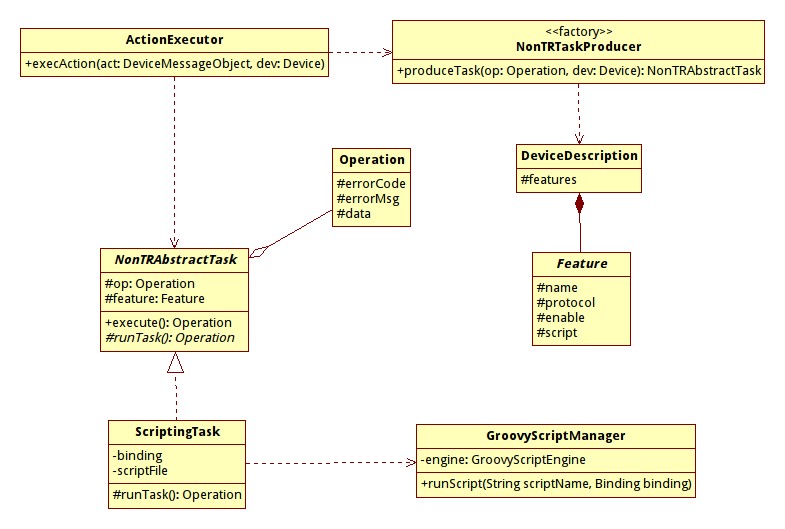 ActionExecutor
+execAction(act: DeviceMessageObject, dev: Device)
<<factory>>
NonTRTaskProducer
+produceTask(op: Operation, dev: Device): NonTRAbstractTask
Operation
#errorCode
#errorMsg
#data
DeviceDescription
#features
NonTRAbstractTask
#op: Operation
#feature: Feature
+execute(): Operation
#runTask(): Operation
Feature
#name
#protocol
#enable
#script
ScriptingTask
-binding
-scriptFile
#runTask(): Operation
GroovyScriptManager
-engine: GroovyScriptEngine
+runScript(String scriptName, Binding binding)